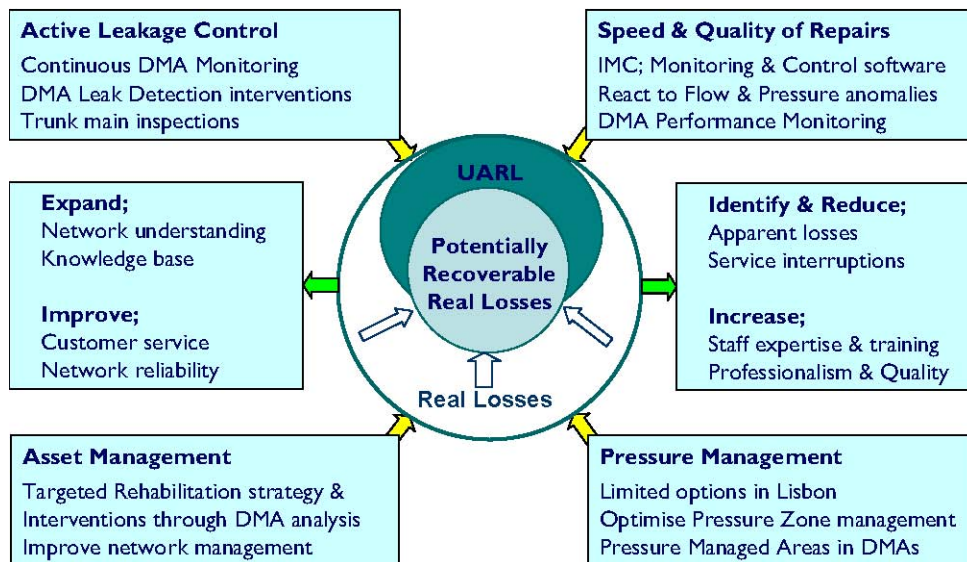 Active Leakage Control
Continuous DMA Monitoring
DMA Leak Detection interventions
Trunk main inspections
Speed & Quality of Repairs
IMC; Monitoring & Control software
React to Flow & Pressure anomalies
DMA Performance Monitoring
Expand;
Network understanding
Knowledge base
Improve;
Customer service
Network reliability
UARL
Potentially
Recoverable
Real Losses
Real Losses
Identify & Reduce;
Apparent losses
Service interruptions
Increase;
Staff expertise & training
Professionalism & Quality
Asset Management
Targeted Rehabilitation strategy &
Interventions through DMA analysis
Improve network management
Pressure Management
Limited options in Lisbon
Optimise Pressure Zone management
Pressure Managed Areas in DMAs